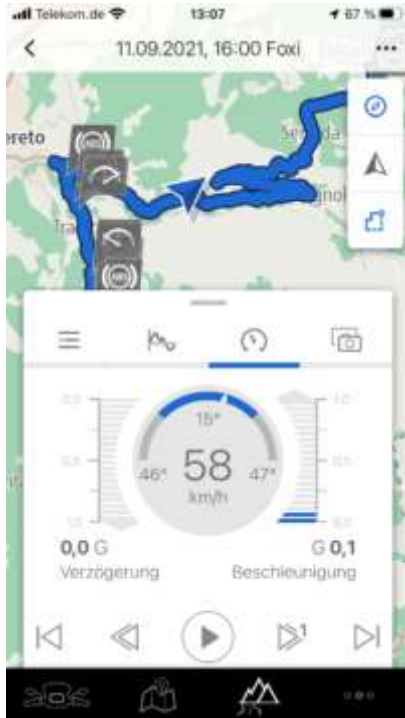 Telekom.de 13:07 67 %
11.09.2021, 16:00 Foxi
ereto
15°
46° 58 47°
km/h
0,0 G G 0,1
Verzögerung Beschleunigung
1